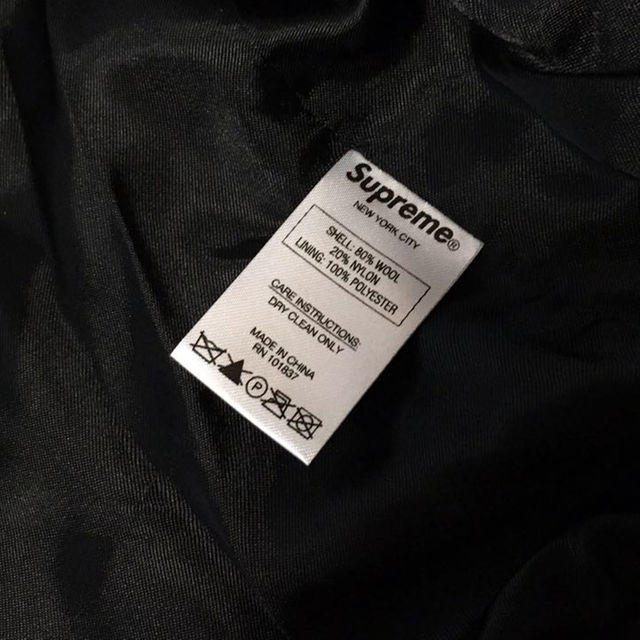 Supreme®
NEW YORK CITY
SHELL: 80% WOOL
20% NYLON
LINING: 100% POLYESTER
CARE INSTRUCTIONS:
DRY CLEAN ONLY
MADE IN CHINA
RN 101837
P